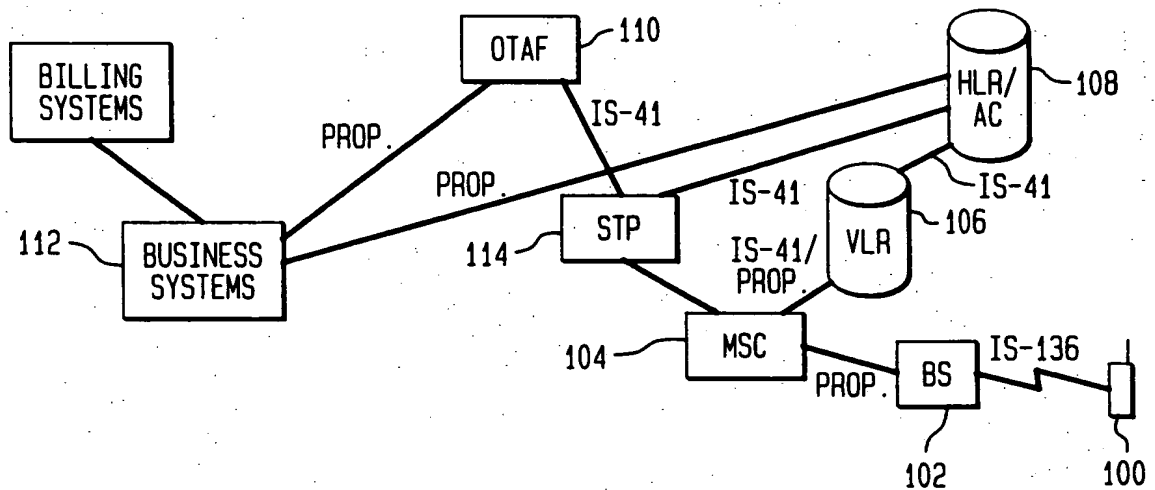 BILLING
SYSTEMS
OTAF
110
HLR/
AC
108
PROP.
IS-41
PROP.
IS-41
IS-41
112
BUSINESS
SYSTEMS
114
STP
IS-41/
PROP.
VLR
106
104
MSC
PROP.
BS
IS-136
102
100